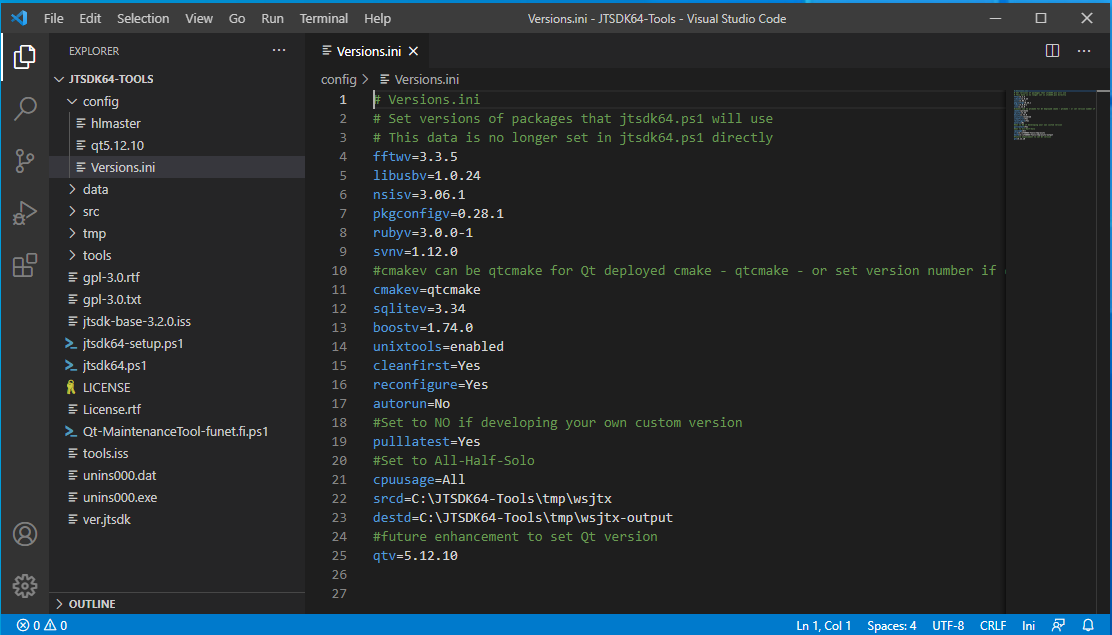 File Edit Selection View Go Run Terminal Help
Versions.ini - JTSDK64-Tools - Visual Studio Code
EXPLORER
JTSDK64-TOOLS
config
hlmaster
qt5.12.10
Versions.ini
data
src
tmp
tools
gpl-3.0.rtf
gpl-3.0.txt
jtsdk-base-3.2.0.iss
jtsdk64-setup.ps1
jtsdk64.ps1
LICENSE
License.rtf
Qt-MaintenanceTool-funet.fi.ps1
tools.iss
unins000.dat
unins000.exe
ver.jtsdk
OUTLINE
Versions.ini
config > Versions.ini
1 # Versions.ini
2 # Set versions of packages that jtsdk64.ps1 will use
3 # This data is no longer set in jtsdk64.ps1 directly
4 fftwv=3.3.5
5 libusbv=1.0.24
6 nsisv=3.06.1
7 pkgconfigv=0.28.1
8 rubyv=3.0.0-1
9 svnv=1.12.0
10 #cmakev can be qtcmake for Qt deployed cmake - qtcmake - or set version number if
11 cmakev=qtcmake
12 sqlitev=3.34
13 boostv=1.74.0
14 unixtools=enabled
15 cleanfirst=Yes
16 reconfigure=Yes
17 autorun=No
18 #Set to NO if developing your own custom version
19 pulllatest=Yes
20 #Set to All-Half-Solo
21 cpuusage=All
22 srcd=C:\JTSDK64-Tools\tmp\wsjtx
23 destd=C:\JTSDK64-Tools\tmp\wsjtx-output
24 #future enhancement to set Qt version
25 qtv=5.12.10
26
27
0 0
Ln 1, Col 1 Spaces: 4 UTF-8 CRLF Ini